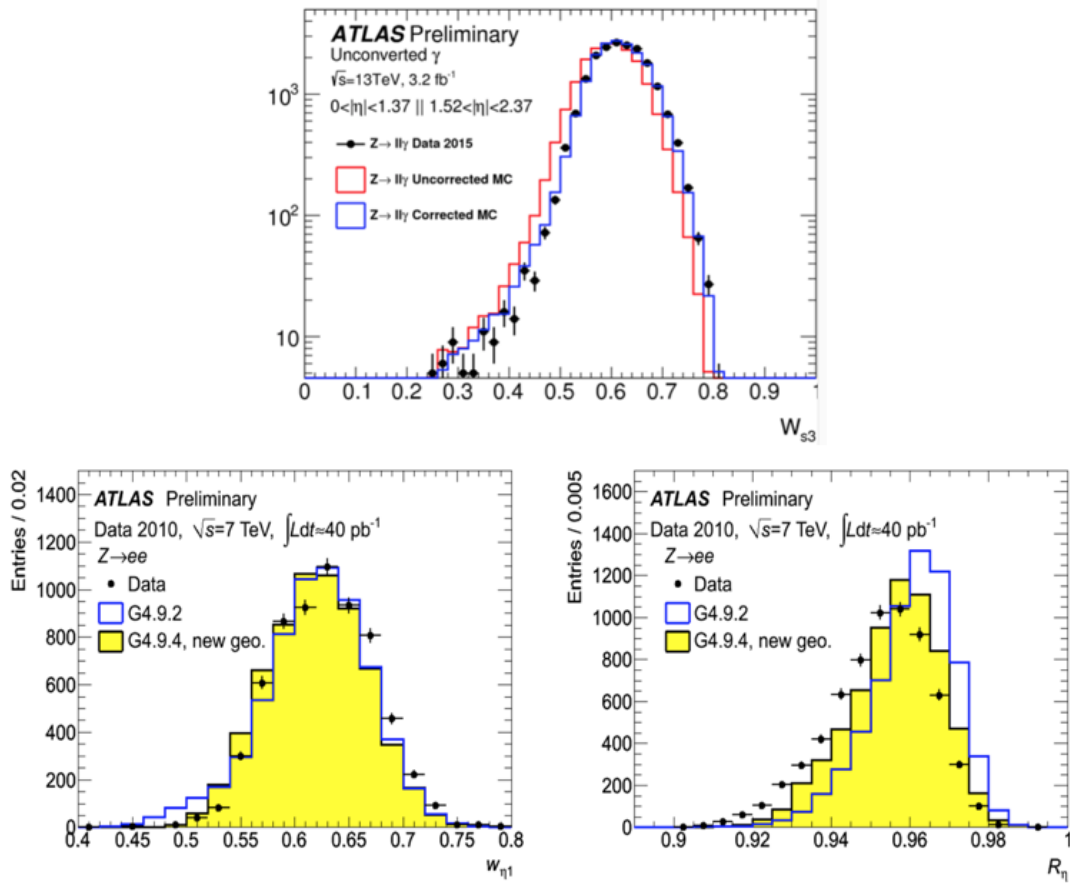 ATLAS Preliminary
Unconverted γ
√s=13TeV, 3.2 fb⁻¹
0<|η|<1.37 || 1.52<|η|<2.37
Z→ llγ Data 2015
Z→ llγ Uncorrected MC
Z→ llγ Corrected MC
10³
10²
10
0 0.1 0.2 0.3 0.4 0.5 0.6 0.7 0.8 0.9 1
W_s3
Entries / 0.02
1400
1200
1000
800
600
400
200
0
ATLAS Preliminary
Data 2010, √s=7 TeV, ∫Ldt≈40 pb⁻¹
Z→ee
Data
G4.9.2
G4.9.4, new geo.
0.45 0.5 0.55 0.6 0.65 0.7 0.75 0.8
w_η1
Entries / 0.005
1600
1400
1200
1000
800
600
400
200
0
ATLAS Preliminary
Data 2010, √s=7 TeV, ∫Ldt≈40 pb⁻¹
Z→ee
Data
G4.9.2
G4.9.4, new geo.
0.9 0.92 0.94 0.96 0.98 1
R_η